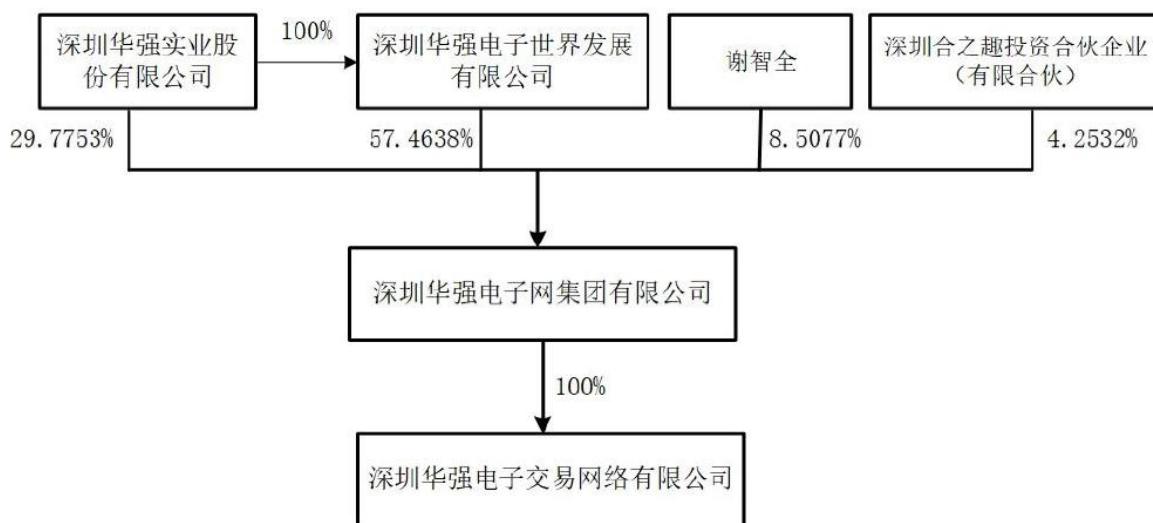 深圳华强实业股
份有限公司
100%
深圳华强电子世界发展
有限公司
谢智全
深圳合之趣投资合伙企业
（有限合伙）
29.7753%
57.4638%
8.5077%
4.2532%
深圳华强电子网集团有限公司
100%
深圳华强电子交易网络有限公司